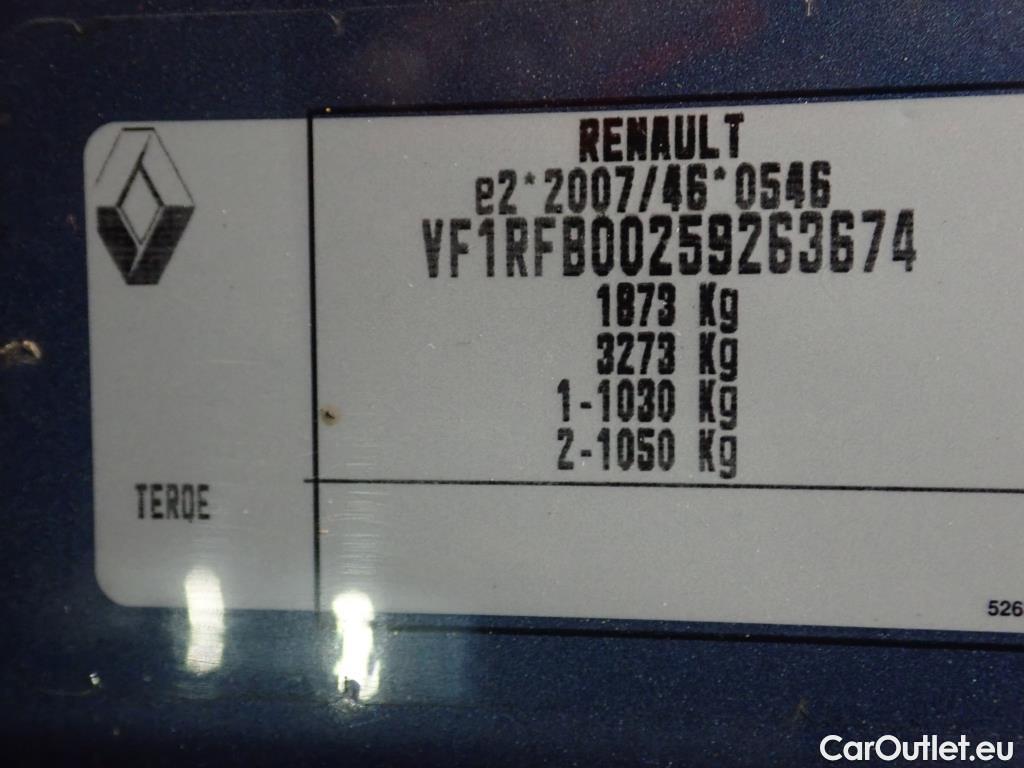 RENAULT
e2*2007/46*0546
VF1RFB00259263674
1873 Kg
3273 Kg
1-1030 Kg
2-1050 Kg
TERQE
526
CarOutlet.eu